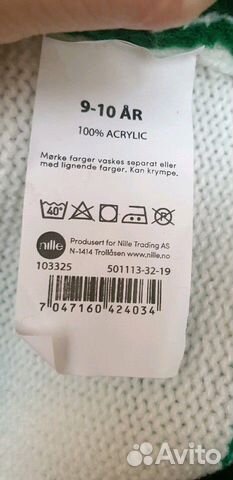 9-10 ÅR
100% ACRYLIC
Mørke farger vaskes separat eller
med lignende farger. Kan krympe.
40°
nille
Produsert for Nille Trading AS
N-1414 Trollåsen www.nille.no
103325 501113-32-19
7 047160 424034
Avito